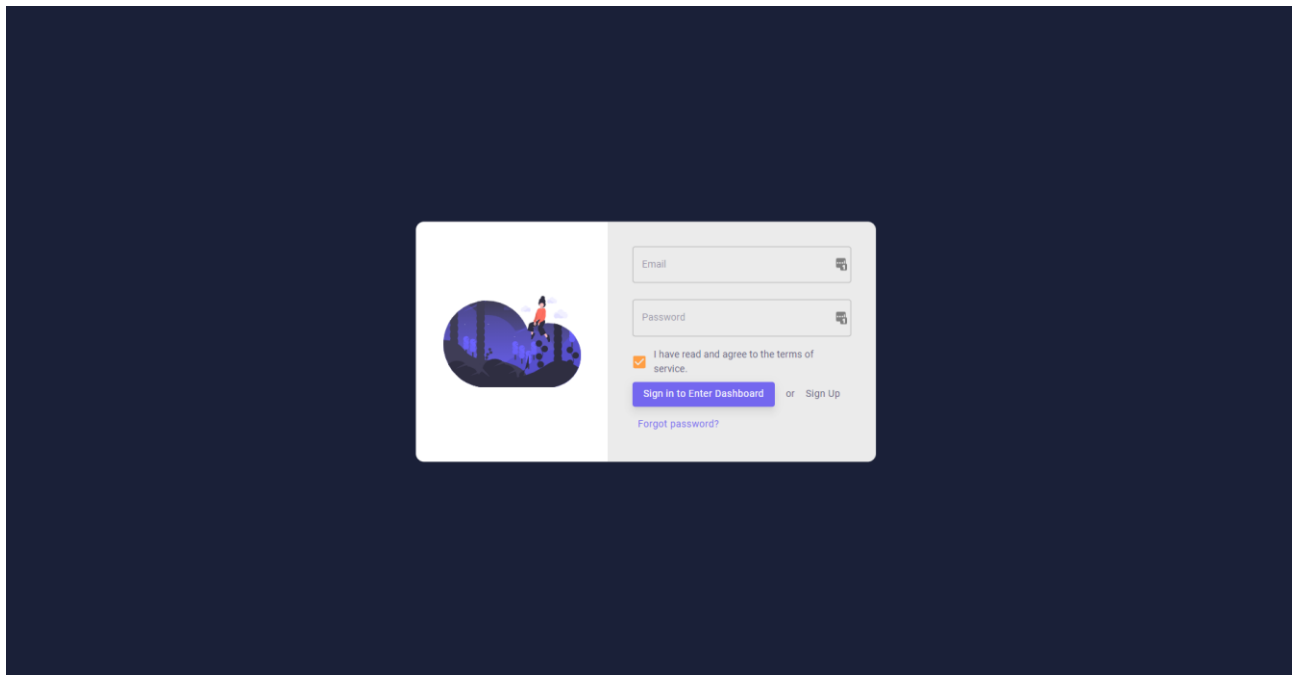 Email
Password
I have read and agree to the terms of
service.
Sign in to Enter Dashboard or Sign Up
Forgot password?